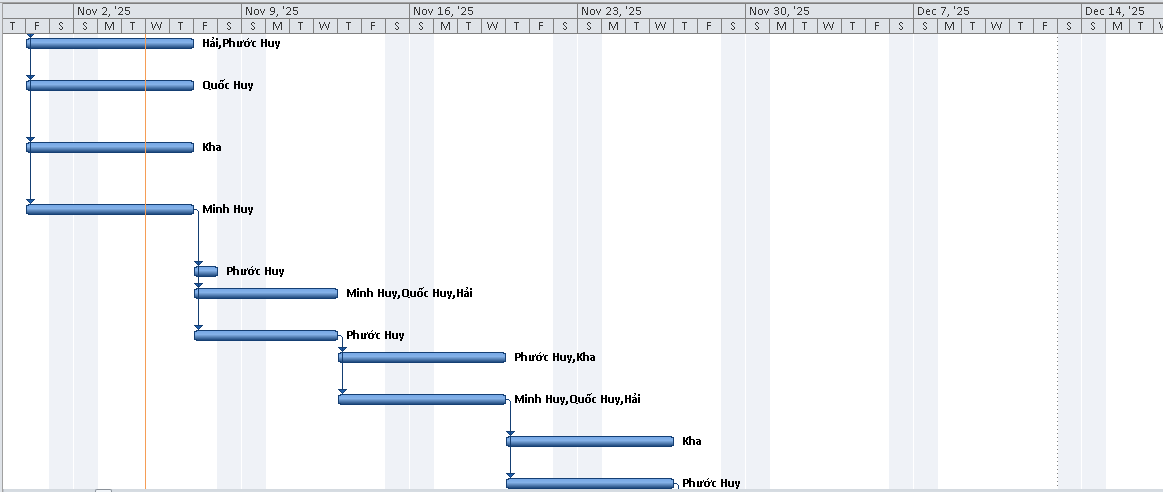 Nov 2, '25 Nov 9, '25 Nov 16, '25 Nov 23, '25 Nov 30, '25 Dec 7, '25 Dec 14, '25
T F S S M T W T F S S M T W T F S S M T W T F S S M T W T F S S M T W T F S S M T W T F S S M T W
Hải,Phước Huy
Quốc Huy
Kha
Minh Huy
Phước Huy
Minh Huy,Quốc Huy,Hải
Phước Huy
Phước Huy,Kha
Minh Huy,Quốc Huy,Hải
Kha
Phước Huy